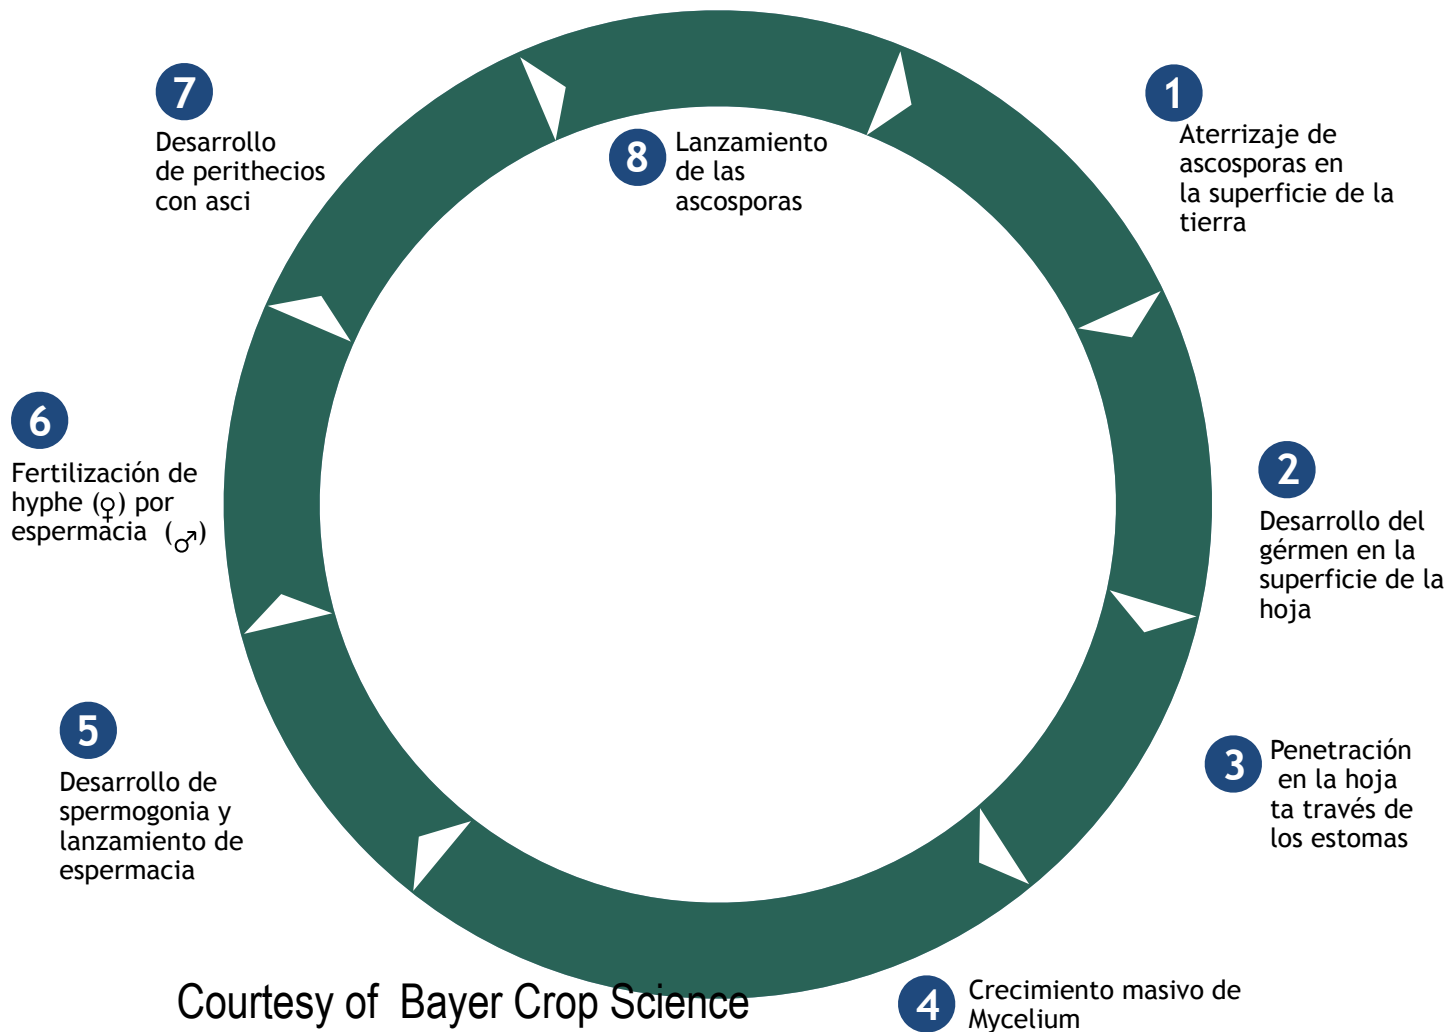 1
Aterrizaje de
ascosporas en
la superficie de la
tierra
2
Desarrollo del
gérmen en la
superficie de la
hoja
3
Penetración
en la hoja
ta través de
los estomas
4
Crecimiento masivo de
Mycelium
5
Desarrollo de
spermogonia y
lanzamiento de
espermacia
6
Fertilización de
hyphe (♀) por
espermacia (♂)
7
Desarrollo
de perithecios
con asci
8
Lanzamiento
de las
ascosporas
Courtesy of Bayer Crop Science